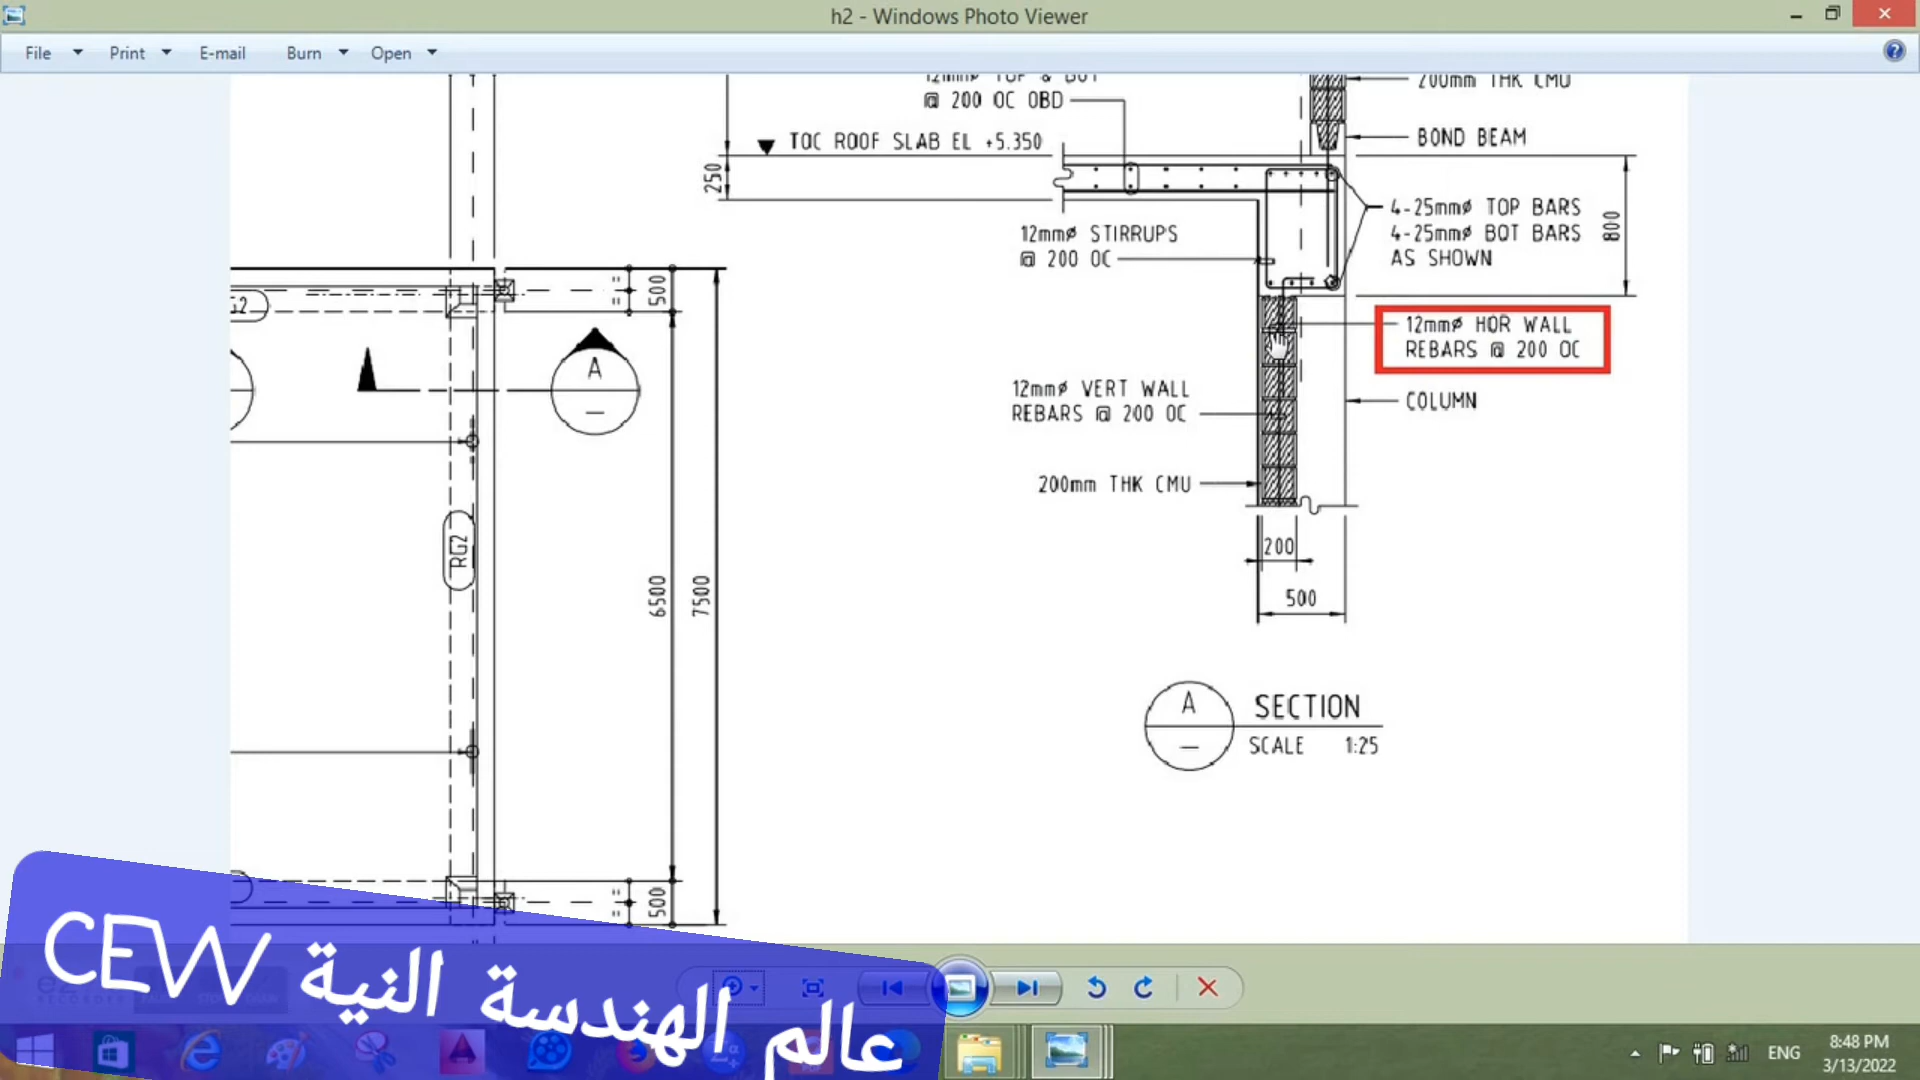 h2 - Windows Photo Viewer
File
Print
E-mail
Burn
Open
12mmø TOP & BOT
@ 200 OC OBD
200mm THK CMU
BOND BEAM
TOC ROOF SLAB EL +5.350
250
12mmø STIRRUPS
@ 200 OC
4-25mmø TOP BARS
4-25mmø BOT BARS
AS SHOWN
800
12mmø HOR WALL
REBARS @ 200 OC
COLUMN
12mmø VERT WALL
REBARS @ 200 OC
200mm THK CMU
200
500
A
SECTION
SCALE 1:25
500
=
=
A
RG2
6500
7500
500
=
=
CEW عالم الهندسة النية
ENG
8:48 PM
3/13/2022